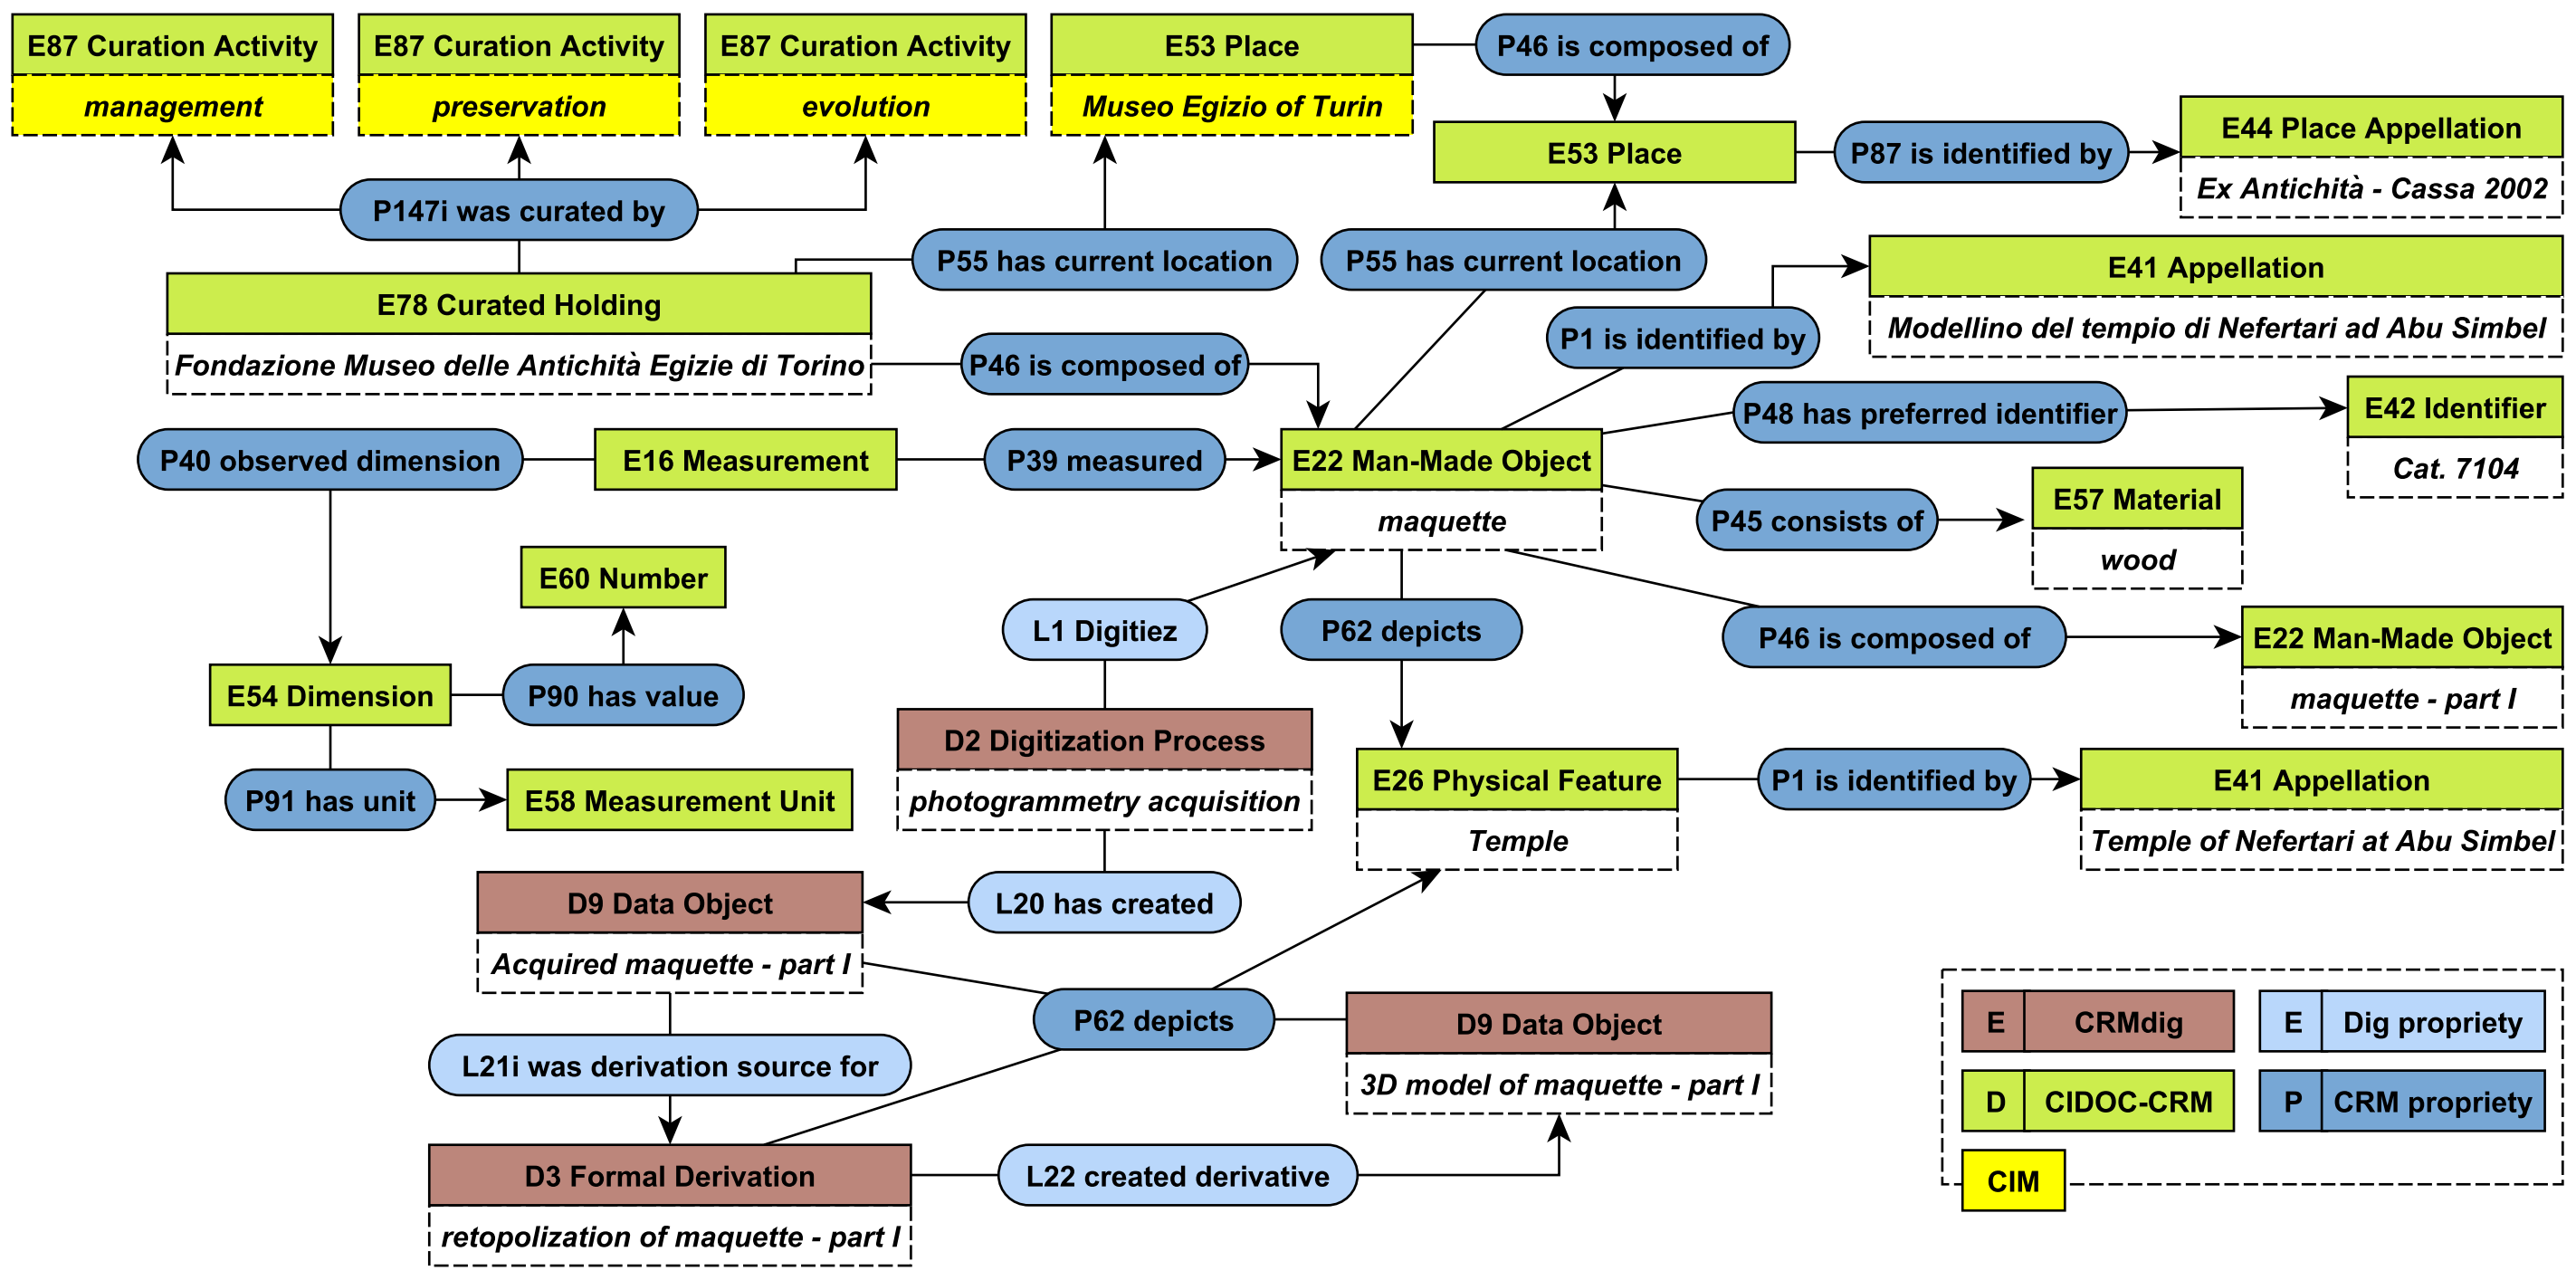 E87 Curation Activity
management
E87 Curation Activity
preservation
E87 Curation Activity
evolution
E53 Place
Museo Egizio of Turin
P46 is composed of
E53 Place
P87 is identified by
E44 Place Appellation
Ex Antichità - Cassa 2002
P147i was curated by
P55 has current location
P55 has current location
E41 Appellation
Modellino del tempio di Nefertari ad Abu Simbel
E78 Curated Holding
Fondazione Museo delle Antichità Egizie di Torino
P46 is composed of
P1 is identified by
P48 has preferred identifier
E42 Identifier
Cat. 7104
P40 observed dimension
E16 Measurement
P39 measured
E22 Man-Made Object
maquette
P45 consists of
E57 Material
wood
E60 Number
L1 Digitiez
P62 depicts
P46 is composed of
E22 Man-Made Object
maquette - part I
E54 Dimension
P90 has value
D2 Digitization Process
photogrammetry acquisition
E26 Physical Feature
Temple
P1 is identified by
E41 Appellation
Temple of Nefertari at Abu Simbel
P91 has unit
E58 Measurement Unit
D9 Data Object
Acquired maquette - part I
L20 has created
P62 depicts
D9 Data Object
3D model of maquette - part I
L21i was derivation source for
D3 Formal Derivation
retopolization of maquette - part I
L22 created derivative
E CRMdig
E Dig propriety
D CIDOC-CRM
P CRM propriety
CIM